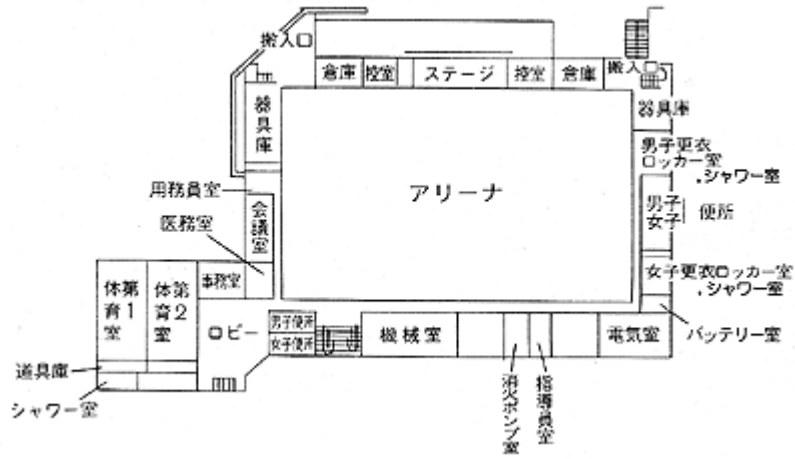 搬入口
倉庫
控室
ステージ
控室
倉庫
搬入口
器具庫
器具庫
男子更衣
ロッカー室
.シャワー室
アリーナ
用務員室
会議室
医務室
男子
女子
便所
事務室
女子更衣ロッカー室
.シャワー室
第1
体育室
第2
体育室
ロビー
男子便所
女子便所
機械室
電気室
バッテリー室
道具庫
シャワー室
消火ポンプ室
指導員室